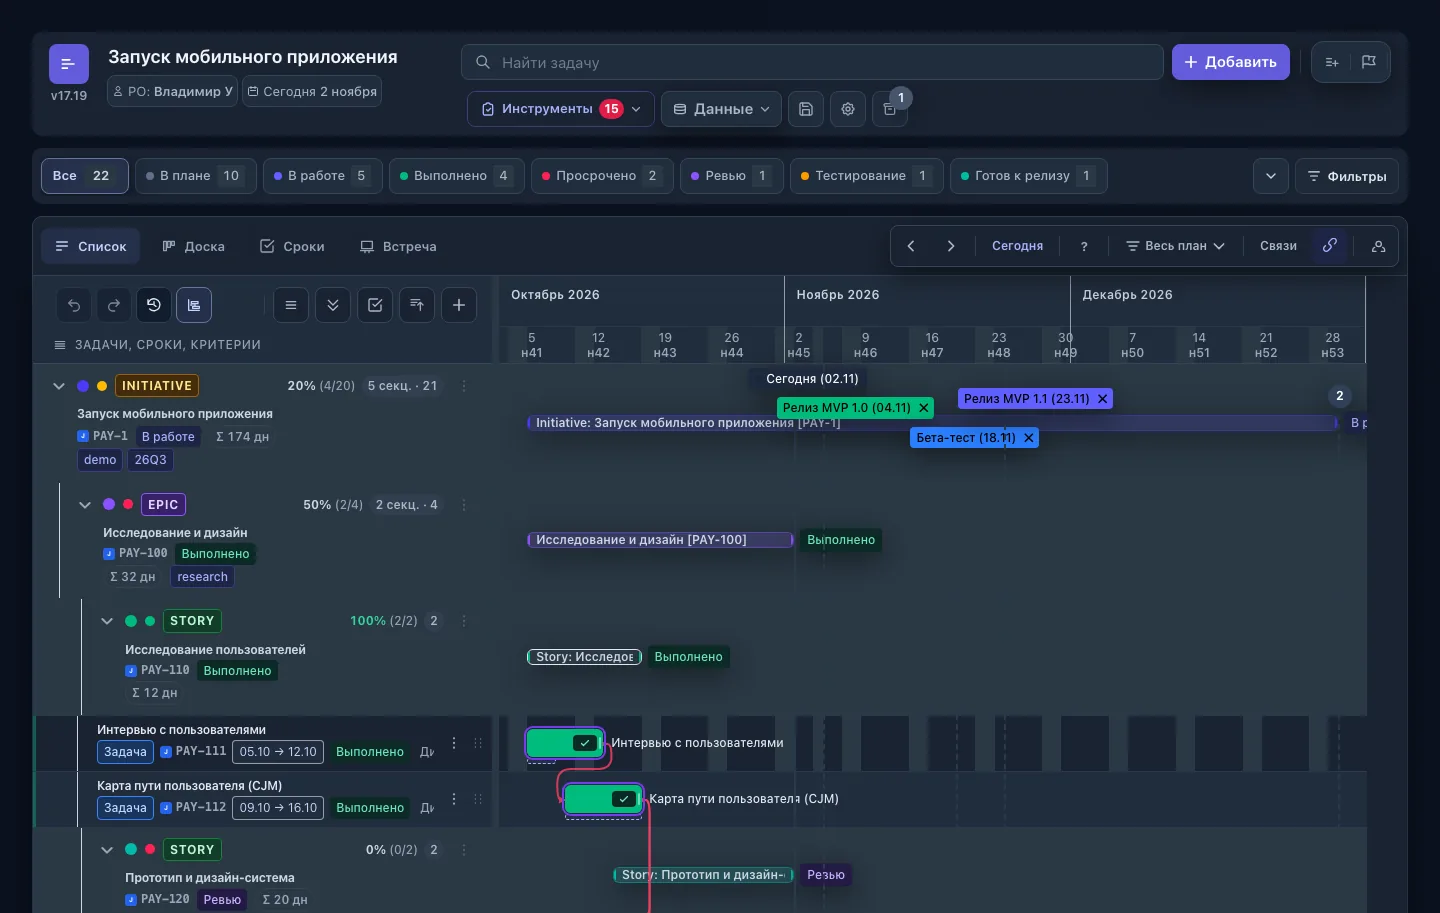 Запуск мобильного приложения
v17.19
PO: Владимир У
Сегодня 2 ноября
Найти задачу
Добавить
Инструменты 15
Данные
1
Все 22
В плане 10
В работе 5
Выполнено 4
Просрочено 2
Ревью 1
Тестирование 1
Готов к релизу 1
Фильтры
Список
Доска
Сроки
Встреча
Сегодня
?
Весь план
Связи
ЗАДАЧИ, СРОКИ, КРИТЕРИИ
Октябрь 2026
Ноябрь 2026
Декабрь 2026
5 12 19 26 2 9 16 23 30 7 14 21 28
н41 н42 н43 н44 н45 н46 н47 н48 н49 н50 н51 н52 н53
INITIATIVE 20% (4/20) 5 секц. · 21
Запуск мобильного приложения
PAY-1 В работе Σ 174 дн
demo 26Q3
Сегодня (02.11)
Релиз MVP 1.0 (04.11)
Релиз MVP 1.1 (23.11)
2
Initiative: Запуск мобильного приложения [PAY-1]
Бета-тест (18.11)
EPIC 50% (2/4) 2 секц. · 4
Исследование и дизайн
PAY-100 Выполнено
Σ 32 дн research
Исследование и дизайн [PAY-100] Выполнено
STORY 100% (2/2) 2
Исследование пользователей
PAY-110 Выполнено
Σ 12 дн
Story: Исследов Выполнено
Интервью с пользователями
Задача PAY-111 05.10 → 12.10 Выполнено
Интервью с пользователями
Карта пути пользователя (CJM)
Задача PAY-112 09.10 → 16.10 Выполнено
Карта пути пользователя (CJM)
STORY 0% (0/2) 2
Прототип и дизайн-система
PAY-120 Ревью Σ 20 дн
Story: Прототип и дизайн- Ревью